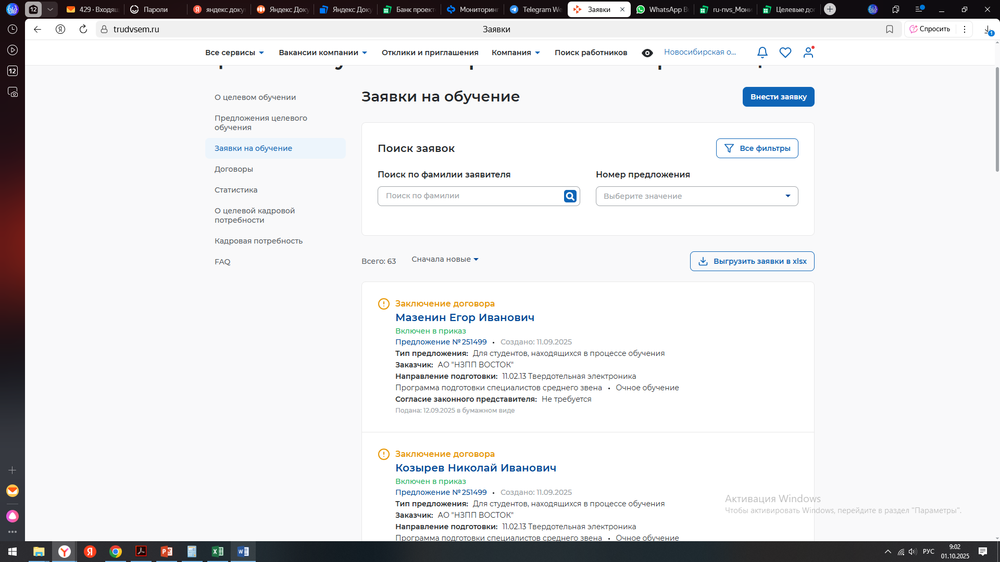 12
429 · Входящ
Пароли
яндекс доку
Яндекс Доку
Яндекс Доку
Банк проект
Мониторинг
Telegram We
Заявки
WhatsApp B
ru-nvs_Мони
Целевые дог
trudvsem.ru
Заявки
Спросить
1
12
Все сервисы
Вакансии компании
Отклики и приглашения
Компания
Поиск работников
Новосибирская о...
О целевом обучении
Предложения целевого
обучения
Заявки на обучение
Договоры
Статистика
О целевой кадровой
потребности
Кадровая потребность
FAQ
Заявки на обучение
Внести заявку
Поиск заявок
Все фильтры
Поиск по фамилии заявителя
Номер предложения
Поиск по фамилии
Выберите значение
Всего: 63
Сначала новые
Выгрузить заявки в xlsx
Заключение договора
Мазенин Егор Иванович
Включен в приказ
Предложение № 251499 • Создано: 11.09.2025
Тип предложения: Для студентов, находящихся в процессе обучения
Заказчик: АО "НЗПП ВОСТОК"
Направление подготовки: 11.02.13 Твердотельная электроника
Программа подготовки специалистов среднего звена • Очное обучение
Согласие законного представителя: Не требуется
Подана: 12.09.2025 в бумажном виде
Заключение договора
Козырев Николай Иванович
Включен в приказ
Предложение № 251499 • Создано: 11.09.2025
Тип предложения: Для студентов, находящихся в процессе обучения
Заказчик: АО "НЗПП ВОСТОК"
Направление подготовки: 11.02.13 Твердотельная электроника
Программа подготовки специалистов среднего звена • Очное обучение
Активация Windows
Чтобы активировать Windows, перейдите в раздел "Параметры".
РУС
9:02
01.10.2025